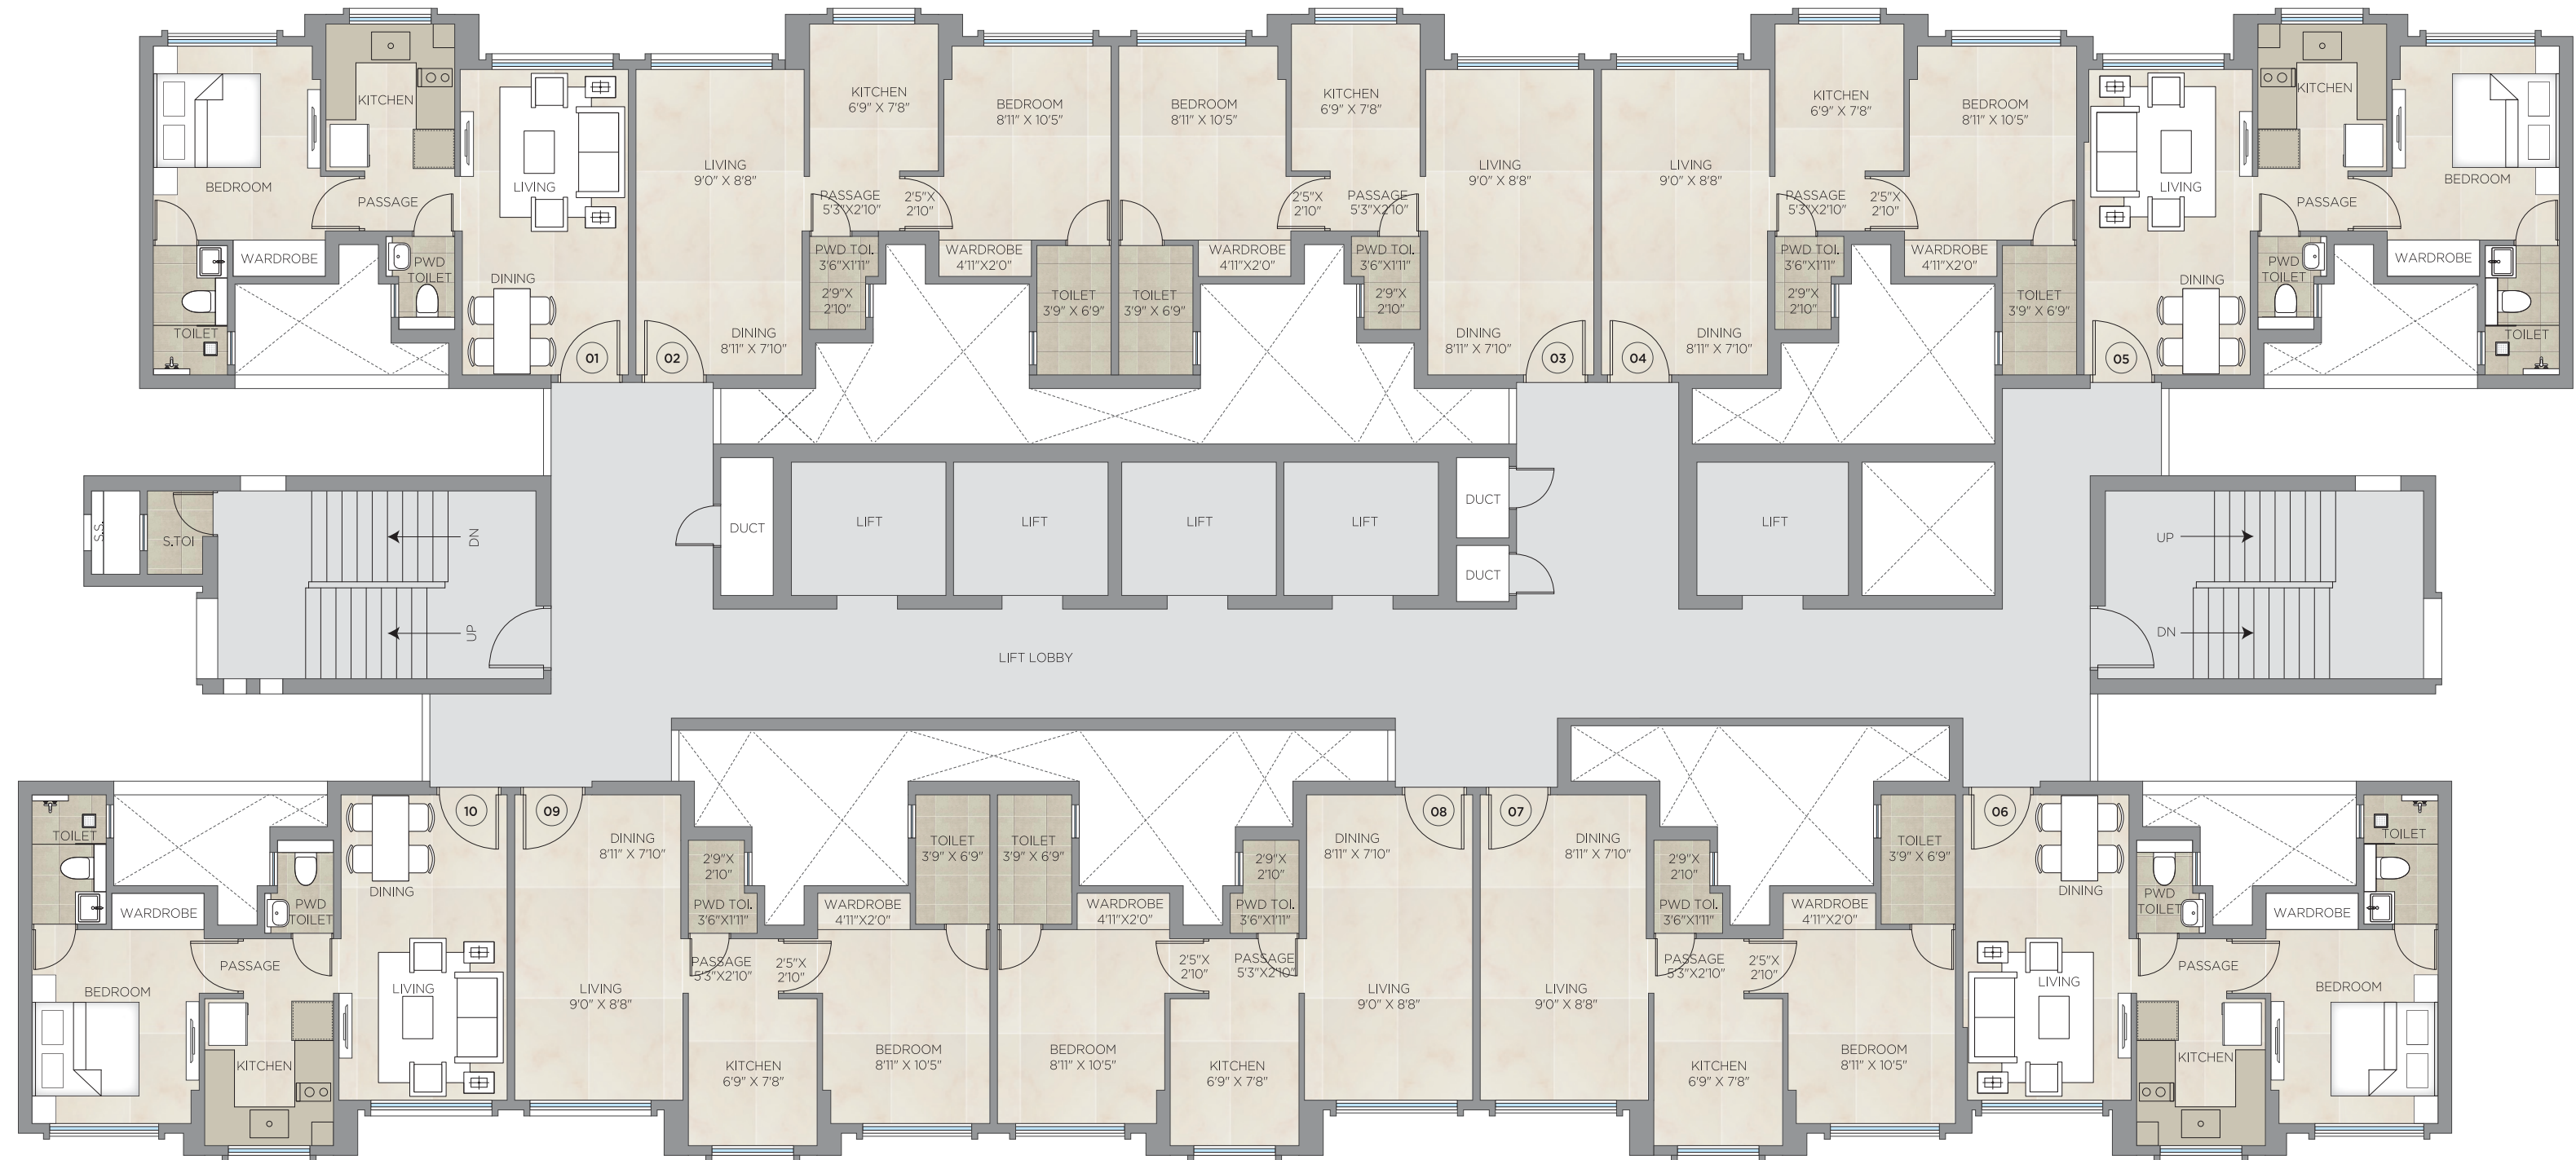 KITCHEN
BEDROOM
PASSAGE
WARDROBE
TOILET
PWD
TOILET
LIVING
DINING
01
LIVING
9'0" X 8'8"
DINING
8'11" X 7'10"
02
KITCHEN
6'9" X 7'8"
PASSAGE
5'3"X2'10"
2'5"X
2'10"
PWD TOI.
3'6"X1'11"
2'9"X
2'10"
BEDROOM
8'11" X 10'5"
WARDROBE
4'11"X2'0"
TOILET
3'9" X 6'9"
BEDROOM
8'11" X 10'5"
TOILET
3'9" X 6'9"
WARDROBE
4'11"X2'0"
KITCHEN
6'9" X 7'8"
2'5"X
2'10"
PASSAGE
5'3"X2'10"
PWD TOI.
3'6"X1'11"
2'9"X
2'10"
LIVING
9'0" X 8'8"
DINING
8'11" X 7'10"
03
LIVING
9'0" X 8'8"
DINING
8'11" X 7'10"
04
KITCHEN
6'9" X 7'8"
PASSAGE
5'3"X2'10"
2'5"X
2'10"
PWD TOI.
3'6"X1'11"
2'9"X
2'10"
BEDROOM
8'11" X 10'5"
WARDROBE
4'11"X2'0"
TOILET
3'9" X 6'9"
LIVING
DINING
05
KITCHEN
PASSAGE
PWD
TOILET
BEDROOM
WARDROBE
TOILET
S.S.
S.TOI
DN
UP
DUCT
LIFT
LIFT
LIFT
LIFT
DUCT
DUCT
LIFT
UP
DN
LIFT LOBBY
TOILET
WARDROBE
BEDROOM
PWD
TOILET
PASSAGE
KITCHEN
10
DINING
LIVING
09
DINING
8'11" X 7'10"
LIVING
9'0" X 8'8"
2'9"X
2'10"
PWD TOI.
3'6"X1'11"
PASSAGE
5'3"X2'10"
2'5"X
2'10"
KITCHEN
6'9" X 7'8"
WARDROBE
4'11"X2'0"
TOILET
3'9" X 6'9"
BEDROOM
8'11" X 10'5"
TOILET
3'9" X 6'9"
WARDROBE
4'11"X2'0"
BEDROOM
8'11" X 10'5"
2'9"X
2'10"
PWD TOI.
3'6"X1'11"
2'5"X
2'10"
PASSAGE
5'3"X2'10"
KITCHEN
6'9" X 7'8"
08
DINING
8'11" X 7'10"
LIVING
9'0" X 8'8"
07
DINING
8'11" X 7'10"
LIVING
9'0" X 8'8"
2'9"X
2'10"
PWD TOI.
3'6"X1'11"
PASSAGE
5'3"X2'10"
2'5"X
2'10"
KITCHEN
6'9" X 7'8"
WARDROBE
4'11"X2'0"
TOILET
3'9" X 6'9"
BEDROOM
8'11" X 10'5"
06
DINING
LIVING
PWD
TOILET
PASSAGE
KITCHEN
TOILET
WARDROBE
BEDROOM